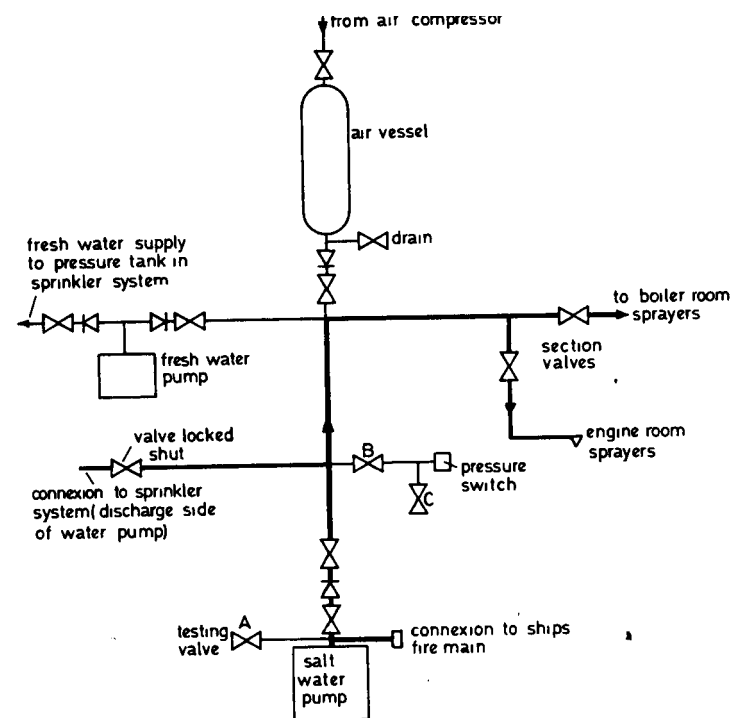 from air compressor
air vessel
drain
fresh water supply
to pressure tank in
sprinkler system
to boiler room
sprayers
fresh water
pump
section
valves
valve locked
shut
B
engine room
sprayers
pressure
switch
C
connexion to sprinkler
system(discharge side
of water pump)
A
testing
valve
connexion to ships
fire main
salt
water
pump